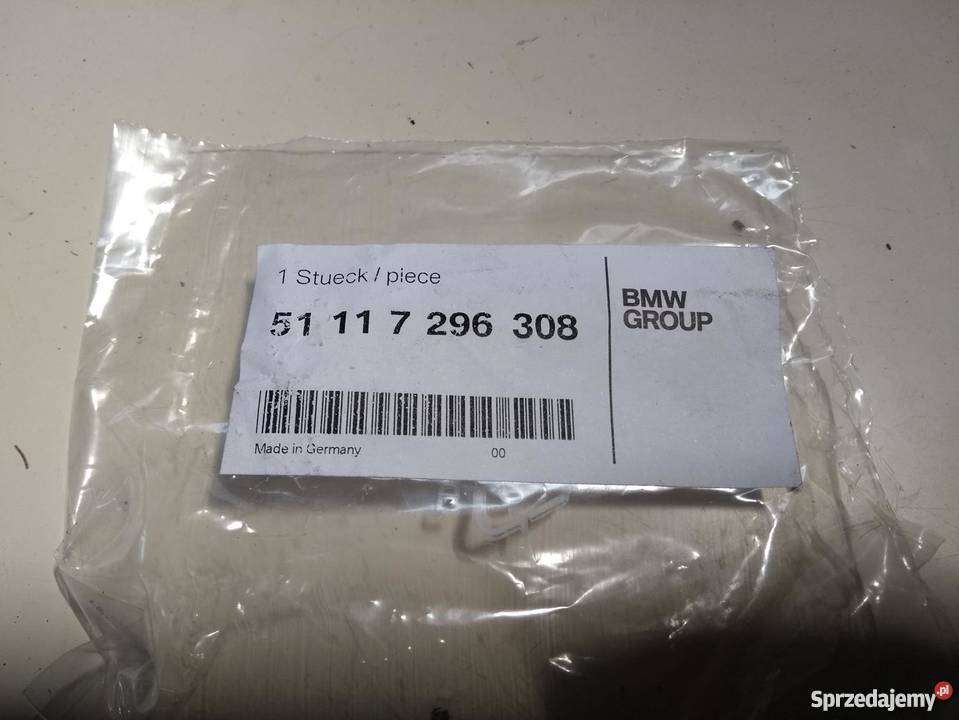 1 Stueck / piece
51 11 7 296 308
BMW
GROUP
Made in Germany
00
Sprzedajemy.pl